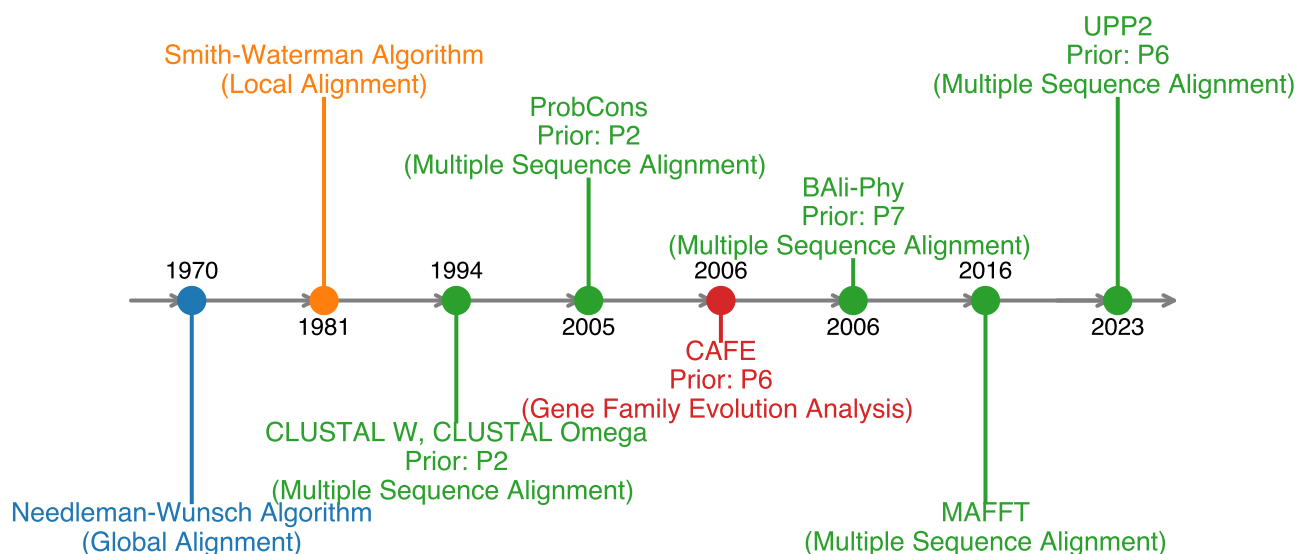 UPP2
Prior: P6
(Multiple Sequence Alignment)
Smith-Waterman Algorithm
(Local Alignment)
ProbCons
Prior: P2
(Multiple Sequence Alignment)
BAli-Phy
Prior: P7
(Multiple Sequence Alignment)
1970
1981
1994
2005
2006
2006
2016
2023
CAFE
Prior: P6
(Gene Family Evolution Analysis)
CLUSTAL W, CLUSTAL Omega
Prior: P2
(Multiple Sequence Alignment)
Needleman-Wunsch Algorithm
(Global Alignment)
MAFFT
(Multiple Sequence Alignment)